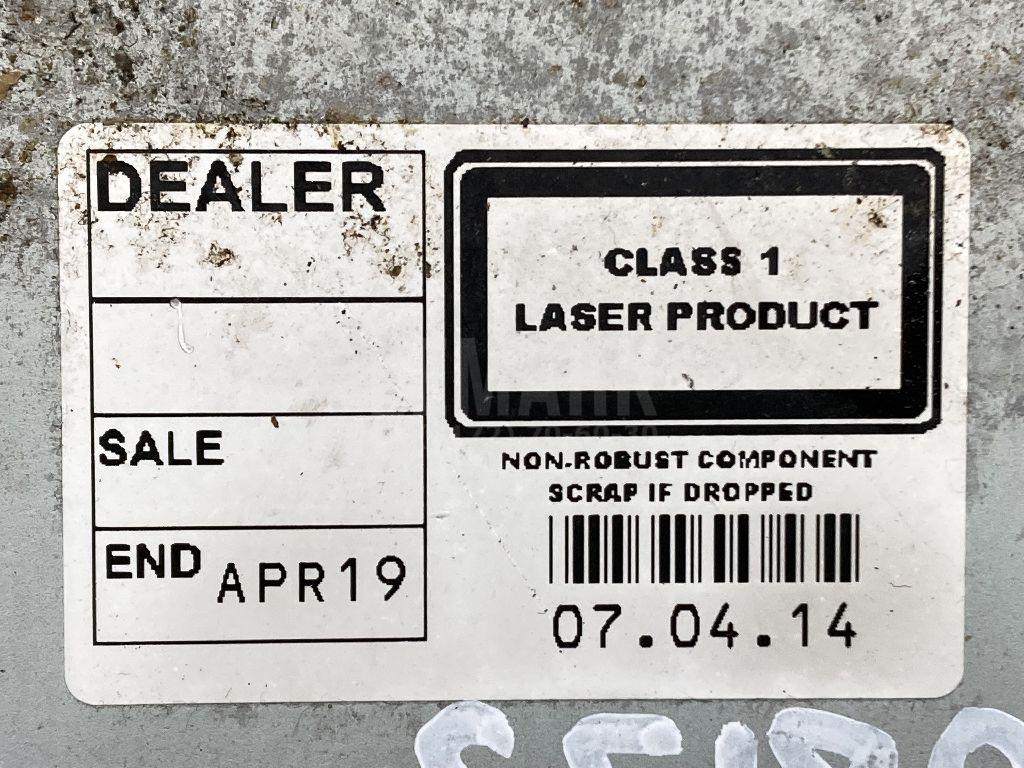 DEALER
SALE
END APR19
CLASS 1
LASER PRODUCT
NON-ROBUST COMPONENT
SCRAP IF DROPPED
07.04.14